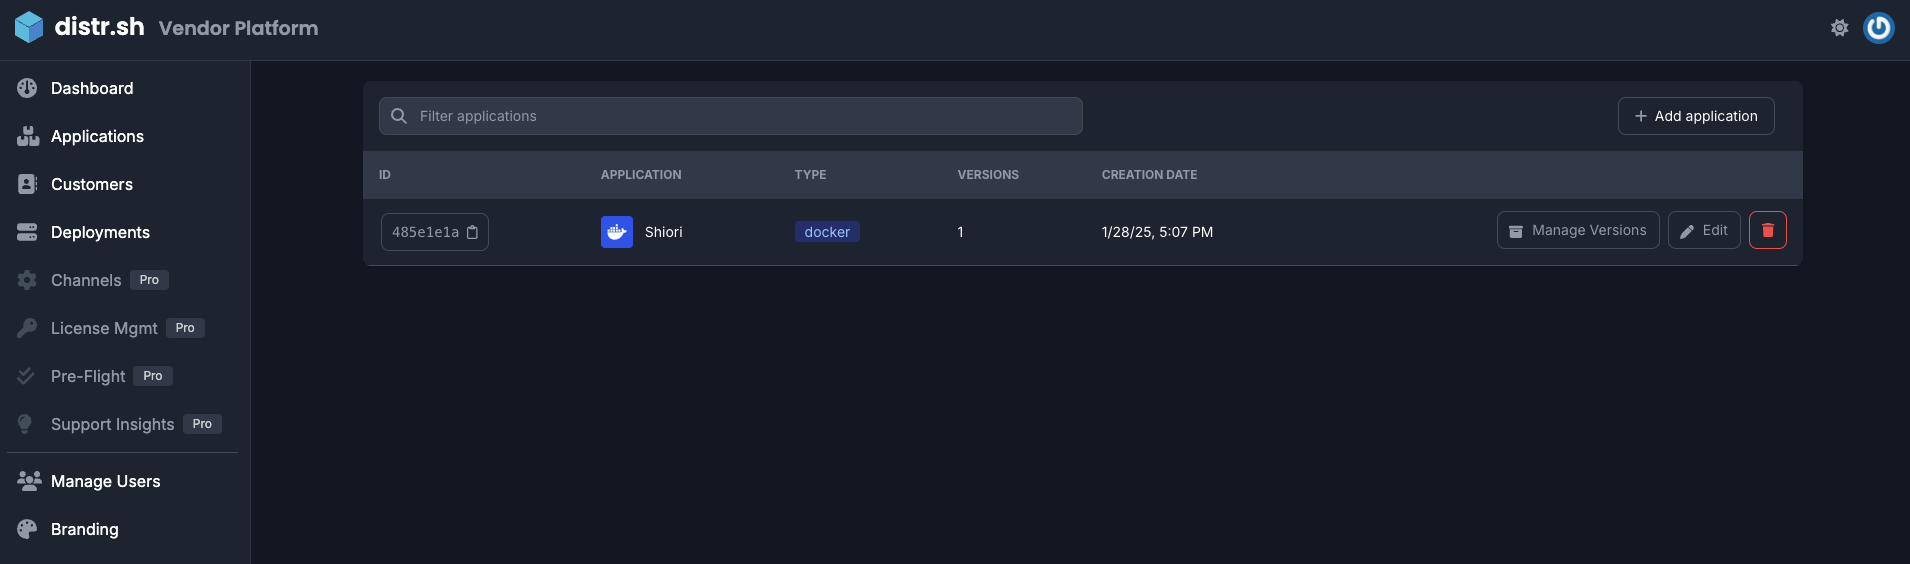 distr.sh Vendor Platform
Dashboard
Applications
Customers
Deployments
Channels Pro
License Mgmt Pro
Pre-Flight Pro
Support Insights Pro
Manage Users
Branding
Filter applications
Add application
ID APPLICATION TYPE VERSIONS CREATION DATE
485e1e1a Shiori docker 1 1/28/25, 5:07 PM Manage Versions Edit